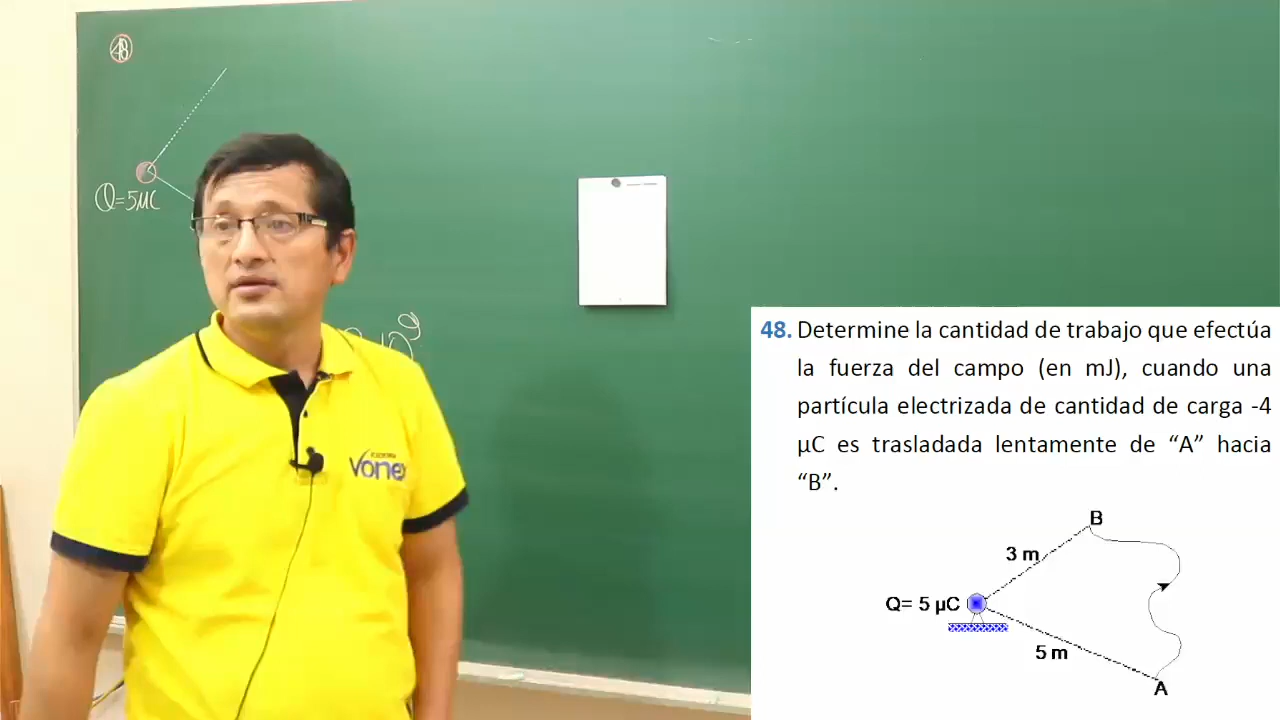 48
Q=5μC
10⁹
Vonex
48. Determine la cantidad de trabajo que efectúa
la fuerza del campo (en mJ), cuando una
partícula electrizada de cantidad de carga -4
µC es trasladada lentamente de “A” hacia
“B”.
B
3 m
Q= 5 µC
5 m
A